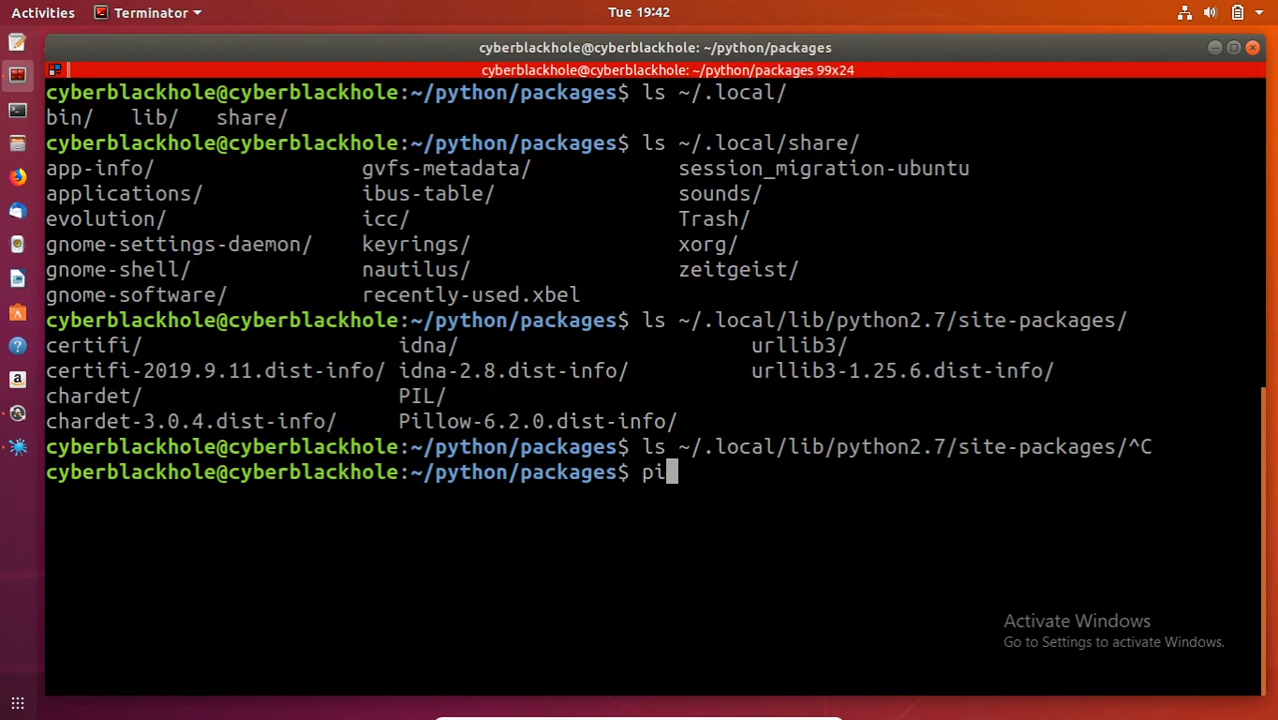 Activities Terminator Tue 19:42
cyberblackhole@cyberblackhole: ~/python/packages
cyberblackhole@cyberblackhole: ~/python/packages 99x24
cyberblackhole@cyberblackhole:~/python/packages$ ls ~/.local/
bin/ lib/ share/
cyberblackhole@cyberblackhole:~/python/packages$ ls ~/.local/share/
app-info/ gvfs-metadata/ session_migration-ubuntu
applications/ ibus-table/ sounds/
evolution/ icc/ Trash/
gnome-settings-daemon/ keyrings/ xorg/
gnome-shell/ nautilus/ zeitgeist/
gnome-software/ recently-used.xbel
cyberblackhole@cyberblackhole:~/python/packages$ ls ~/.local/lib/python2.7/site-packages/
certifi/ idna/ urllib3/
certifi-2019.9.11.dist-info/ idna-2.8.dist-info/ urllib3-1.25.6.dist-info/
chardet/ PIL/
chardet-3.0.4.dist-info/ Pillow-6.2.0.dist-info/
cyberblackhole@cyberblackhole:~/python/packages$ ls ~/.local/lib/python2.7/site-packages/^C
cyberblackhole@cyberblackhole:~/python/packages$ pi
Activate Windows
Go to Settings to activate Windows.